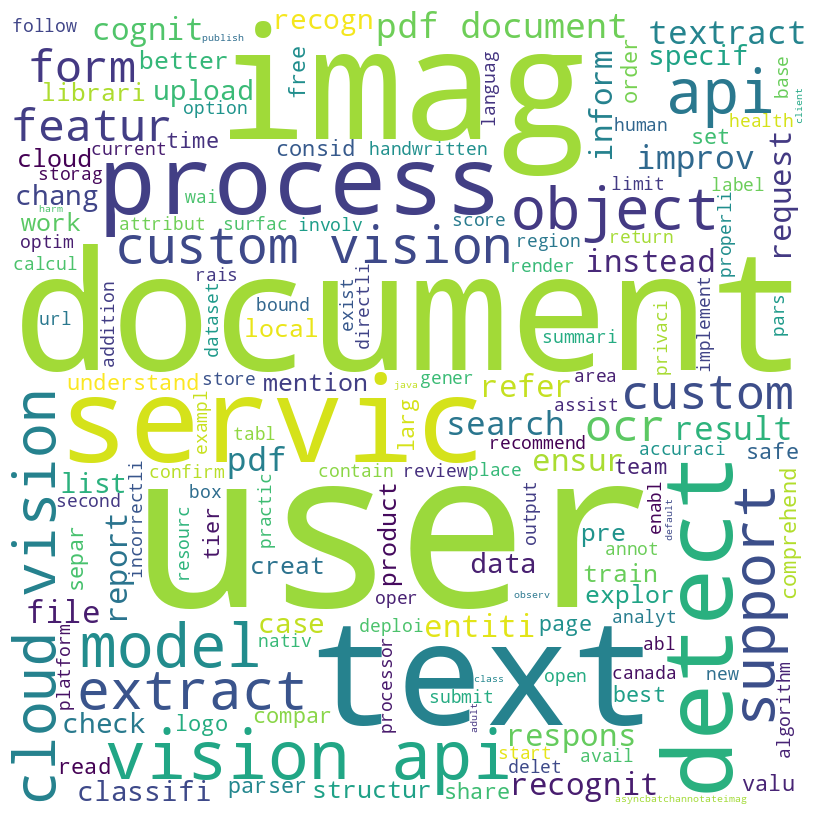 follow
cognit
publish
recogn
pdf document
textract
form
better
imag
free
languag
order
specif
base
client
librari
upload
option
api
inform
featur
current
time
consid
handwritten
human
health
set
cloud
storag
process
improv
request
chang
harm
wai
object
limit
label
work
attribut
surfac
involv
score
region
return
properli
optim
custom vision
instead
calcul
rais
render
document
url
addition
dataset
bound
local
exist
directli
summari
privaci
implement
pars
understand
store
mention
java
gener
refer
area
custom
servic
exampl
larg
search
assist
tabl
recommend
ocr
result
cloud vision
pdf
confirm
contain
review
place
ensur
team
accuraci
safe
list
incorrectli
box
practic
user
second
report
separ
resourc
tier
product
output
data
pre
enabl
detect
default
support
comprehend
creat
train
annot
oper
observ
explor
file
case
deploi
entiti
page
analyt
platform
model
nativ
text
abl
processor
class
open
canada
new
extract
submit
best
algorithm
check
logo
compar
adult
respons
read
vision api
start
avail
delet
classifi
parser
structur
share
recognit
valu
asyncbatchannotateimag